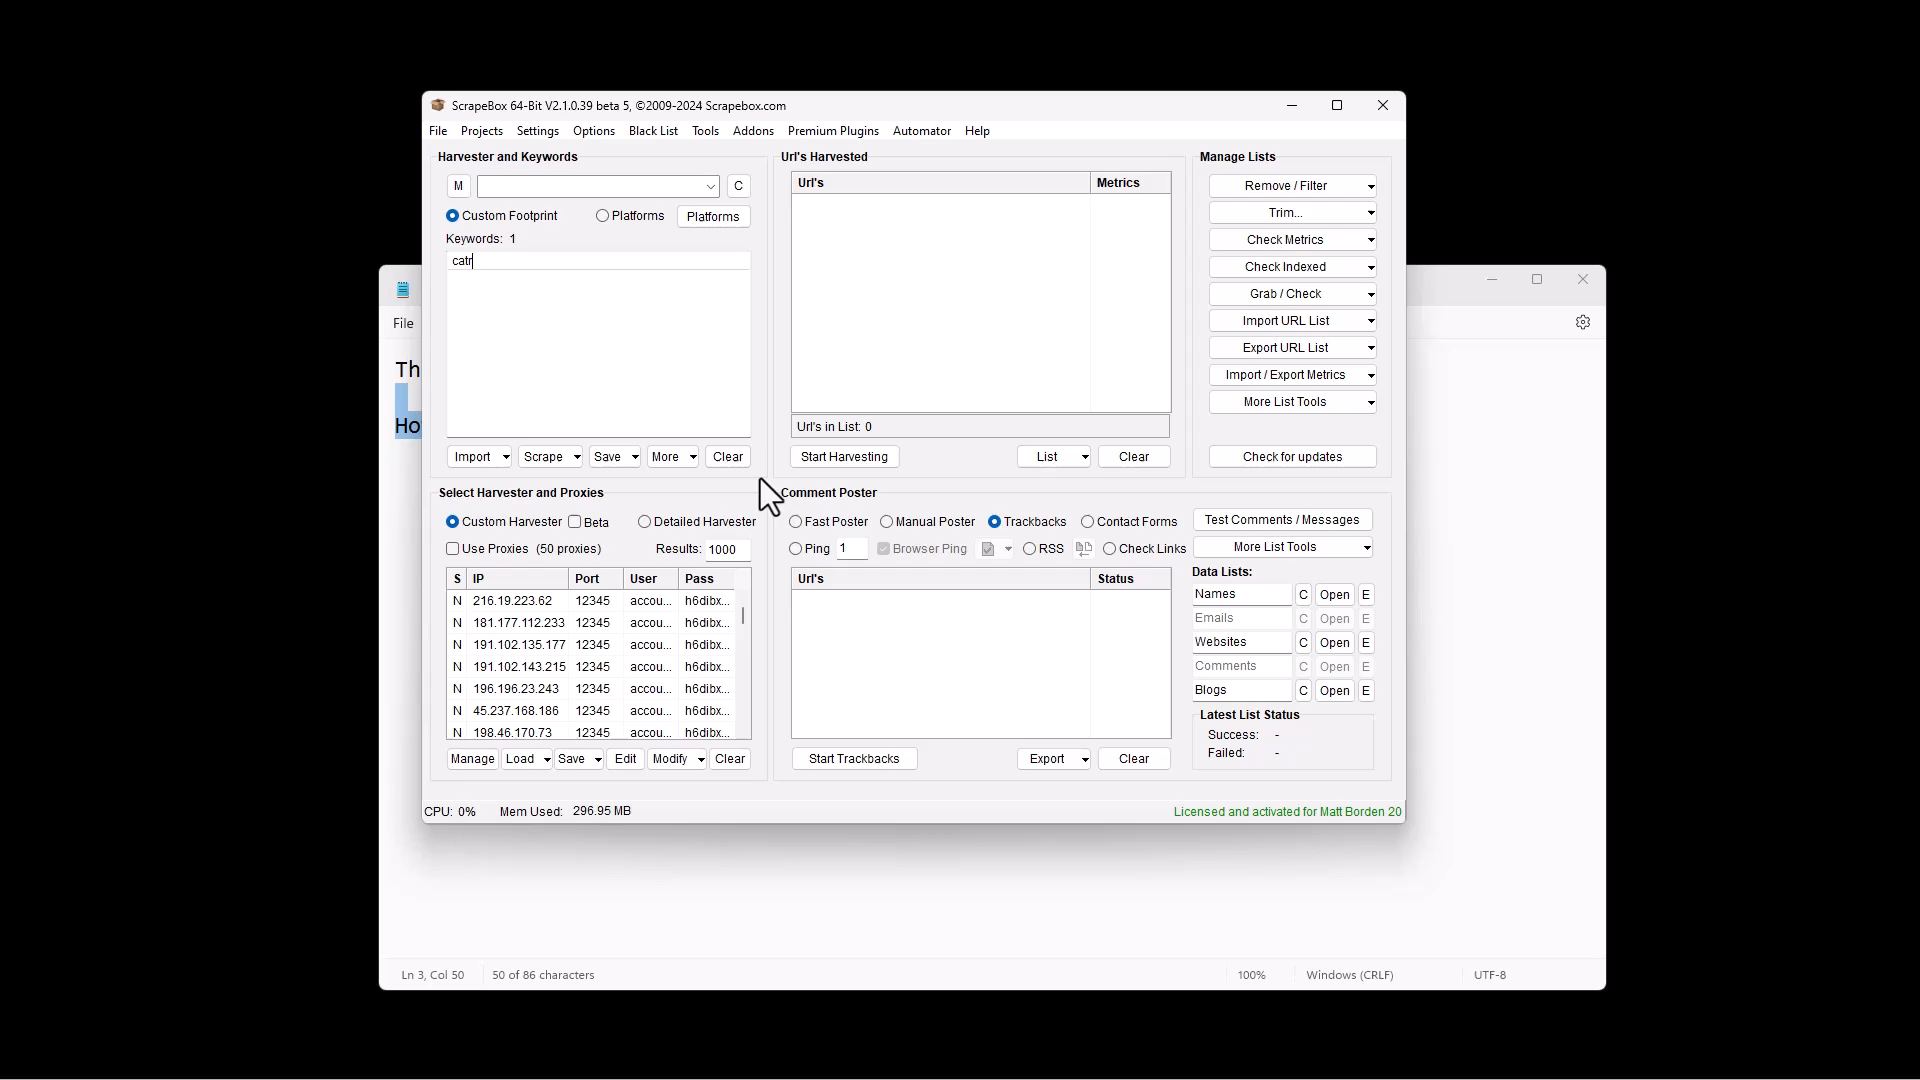 ScrapeBox 64-Bit V2.1.0.39 beta 5, ©2009-2024 Scrapebox.com
File Projects Settings Options Black List Tools Addons Premium Plugins Automator Help
Harvester and Keywords
M C
Custom Footprint Platforms Platforms
Keywords: 1
catr
Import Scrape Save More Clear
Url's Harvested
Url's Metrics
Url's in List: 0
Start Harvesting List Clear
Manage Lists
Remove / Filter
Trim...
Check Metrics
Check Indexed
Grab / Check
Import URL List
Export URL List
Import / Export Metrics
More List Tools
Check for updates
Select Harvester and Proxies
Custom Harvester Beta Detailed Harvester
Use Proxies (50 proxies) Results: 1000
S IP Port User Pass
N 216.19.223.62 12345 accou... h6dibx...
N 181.177.112.233 12345 accou... h6dibx...
N 191.102.135.177 12345 accou... h6dibx...
N 191.102.143.215 12345 accou... h6dibx...
N 196.196.23.243 12345 accou... h6dibx...
N 45.237.168.186 12345 accou... h6dibx...
N 198.46.170.73 12345 accou... h6dibx...
Manage Load Save Edit Modify Clear
Comment Poster
Fast Poster Manual Poster Trackbacks Contact Forms
Ping 1 Browser Ping RSS Check Links
Url's Status
Start Trackbacks Export Clear
Test Comments / Messages
More List Tools
Data Lists:
Names C Open E
Emails C Open E
Websites C Open E
Comments C Open E
Blogs C Open E
Latest List Status
Success: -
Failed: -
CPU: 0% Mem Used: 296.95 MB
Licensed and activated for Matt Borden 20
File
Th
Ho
Ln 3, Col 50 50 of 86 characters 100% Windows (CRLF) UTF-8